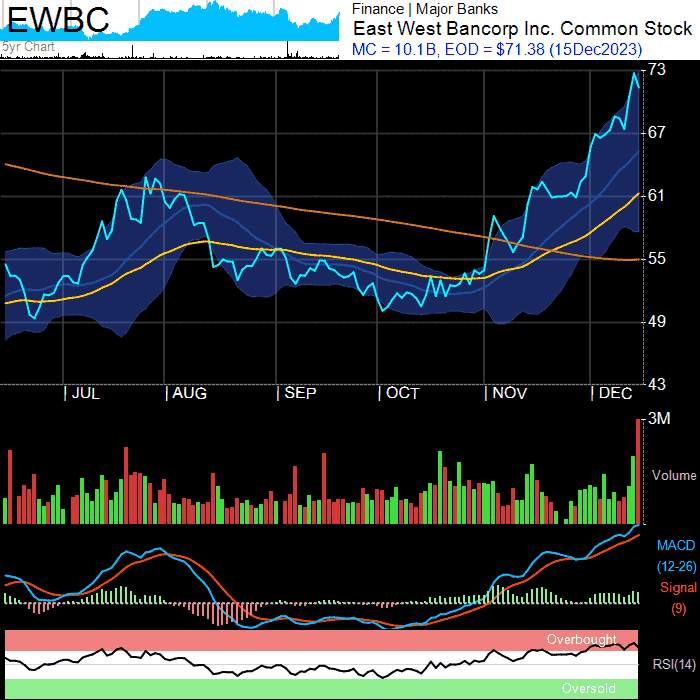 EWBC
5yr Chart
Finance | Major Banks
East West Bancorp Inc. Common Stock
MC = 10.1B, EOD = $71.38 (15Dec2023)
73
67
61
55
49
43
| JUL | AUG | SEP | OCT | NOV | DEC
3M
Volume
MACD
(12-26)
Signal
(9)
Overbought
RSI(14)
Oversold